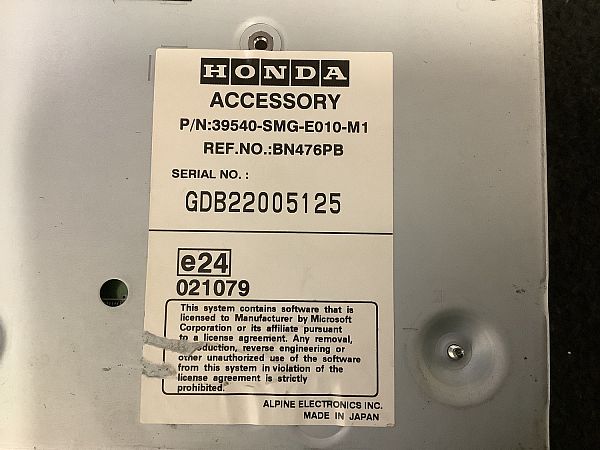 HONDA
ACCESSORY
P/N:39540-SMG-E010-M1
REF.NO.:BN476PB
SERIAL NO. :
GDB22005125
e24
021079
This system contains software that is
licensed to Manufacturer by Microsoft
Corporation or its affiliate pursuant
to a license agreement. Any removal,
reverse engineering or
other unauthorized use of the software
from this system in violation of the
license agreement is strictly
prohibited.
ALPINE ELECTRONICS INC.
MADE IN JAPAN